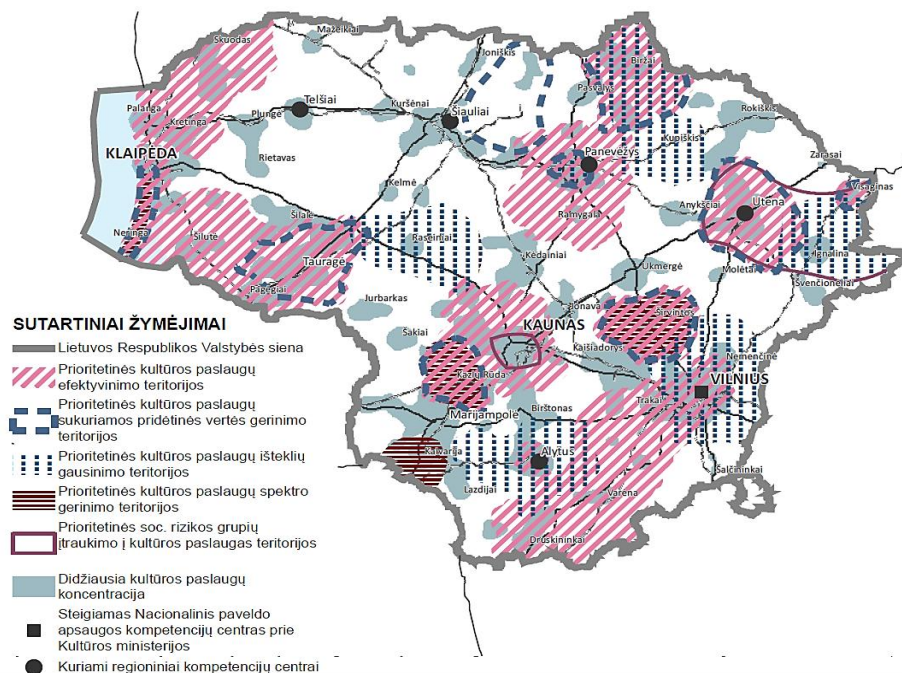 Skuodas
Mažeikiai
Joniškis
Biržai
Pasvalys
Rokiškis
Telšiai
Kuršėnai
Šiauliai
Palanga
Kretinga
Plungė
Kupiškis
KLAIPĖDA
Rietavas
Panevėžys
Zarasai
Visaginas
Kelmė
Anykščiai
Utena
Neringa
Šilutė
Šilalė
Raseiniai
Ramygala
Ignalina
Tauragė
Kėdainiai
Ukmergė
Molėtai
Švenčionėliai
Pagėgiai
Jurbarkas
Jonava
Širvintos
Šakiai
KAUNAS
Kaišiadorys
Nemenčinė
Kazlų Rūda
VILNIUS
Marijampolė
Birštonas
Trakai
Kalvarija
Alytus
Šalčininkai
Lazdijai
Varėna
Druskininkai
SUTARTINIAI ŽYMĖJIMAI
Lietuvos Respublikos Valstybės siena
Prioritetinės kultūros paslaugų
efektyvinimo teritorijos
Prioritetinės kultūros paslaugų
sukuriamos pridėtinės vertės gerinimo
teritorijos
Prioritetinės kultūros paslaugų išteklių
gausinimo teritorijos
Prioritetinės kultūros paslaugų spektro
gerinimo teritorijos
Prioritetinės soc. rizikos grupių
įtraukimo į kultūros paslaugas teritorijos
Didžiausia kultūros paslaugų
koncentracija
Steigiamas Nacionalinis paveldo
apsaugos kompetencijų centras prie
Kultūros ministerijos
Kuriami regioniniai kompetencijų centrai